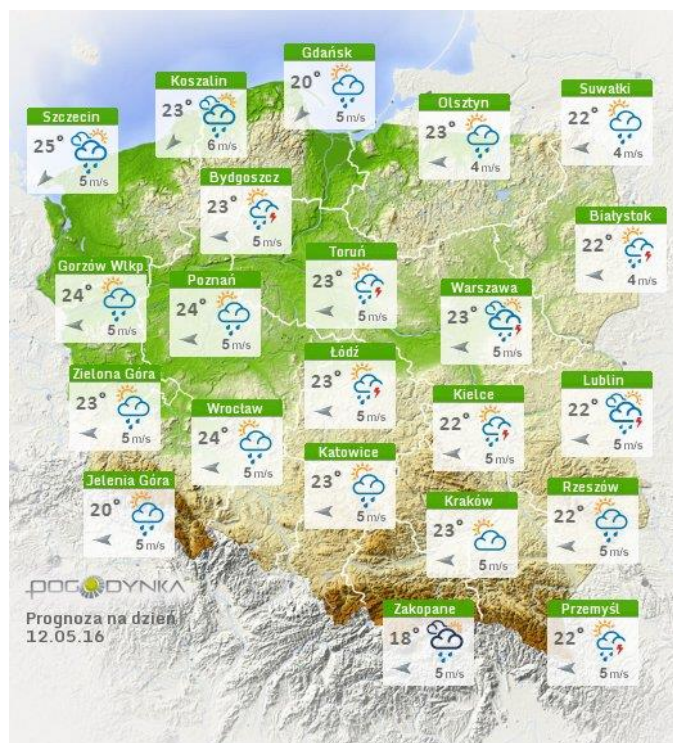 Gdańsk
20°
5 m/s
Koszalin
23°
6 m/s
Szczecin
25°
5 m/s
Olsztyn
23°
4 m/s
Suwałki
22°
4 m/s
Bydgoszcz
23°
5 m/s
Białystok
22°
4 m/s
Gorzów Wlkp
24°
5 m/s
Poznań
24°
5 m/s
Toruń
23°
5 m/s
Warszawa
23°
5 m/s
Zielona Góra
23°
5 m/s
Wrocław
24°
5 m/s
Łódź
23°
5 m/s
Kielce
22°
5 m/s
Lublin
22°
5 m/s
Jelenia Góra
20°
5 m/s
Katowice
23°
5 m/s
Kraków
23°
5 m/s
Rzeszów
22°
5 m/s
Zakopane
18°
5 m/s
Przemyśl
22°
5 m/s
POGODYNKA
Prognoza na dzień
12.05.16